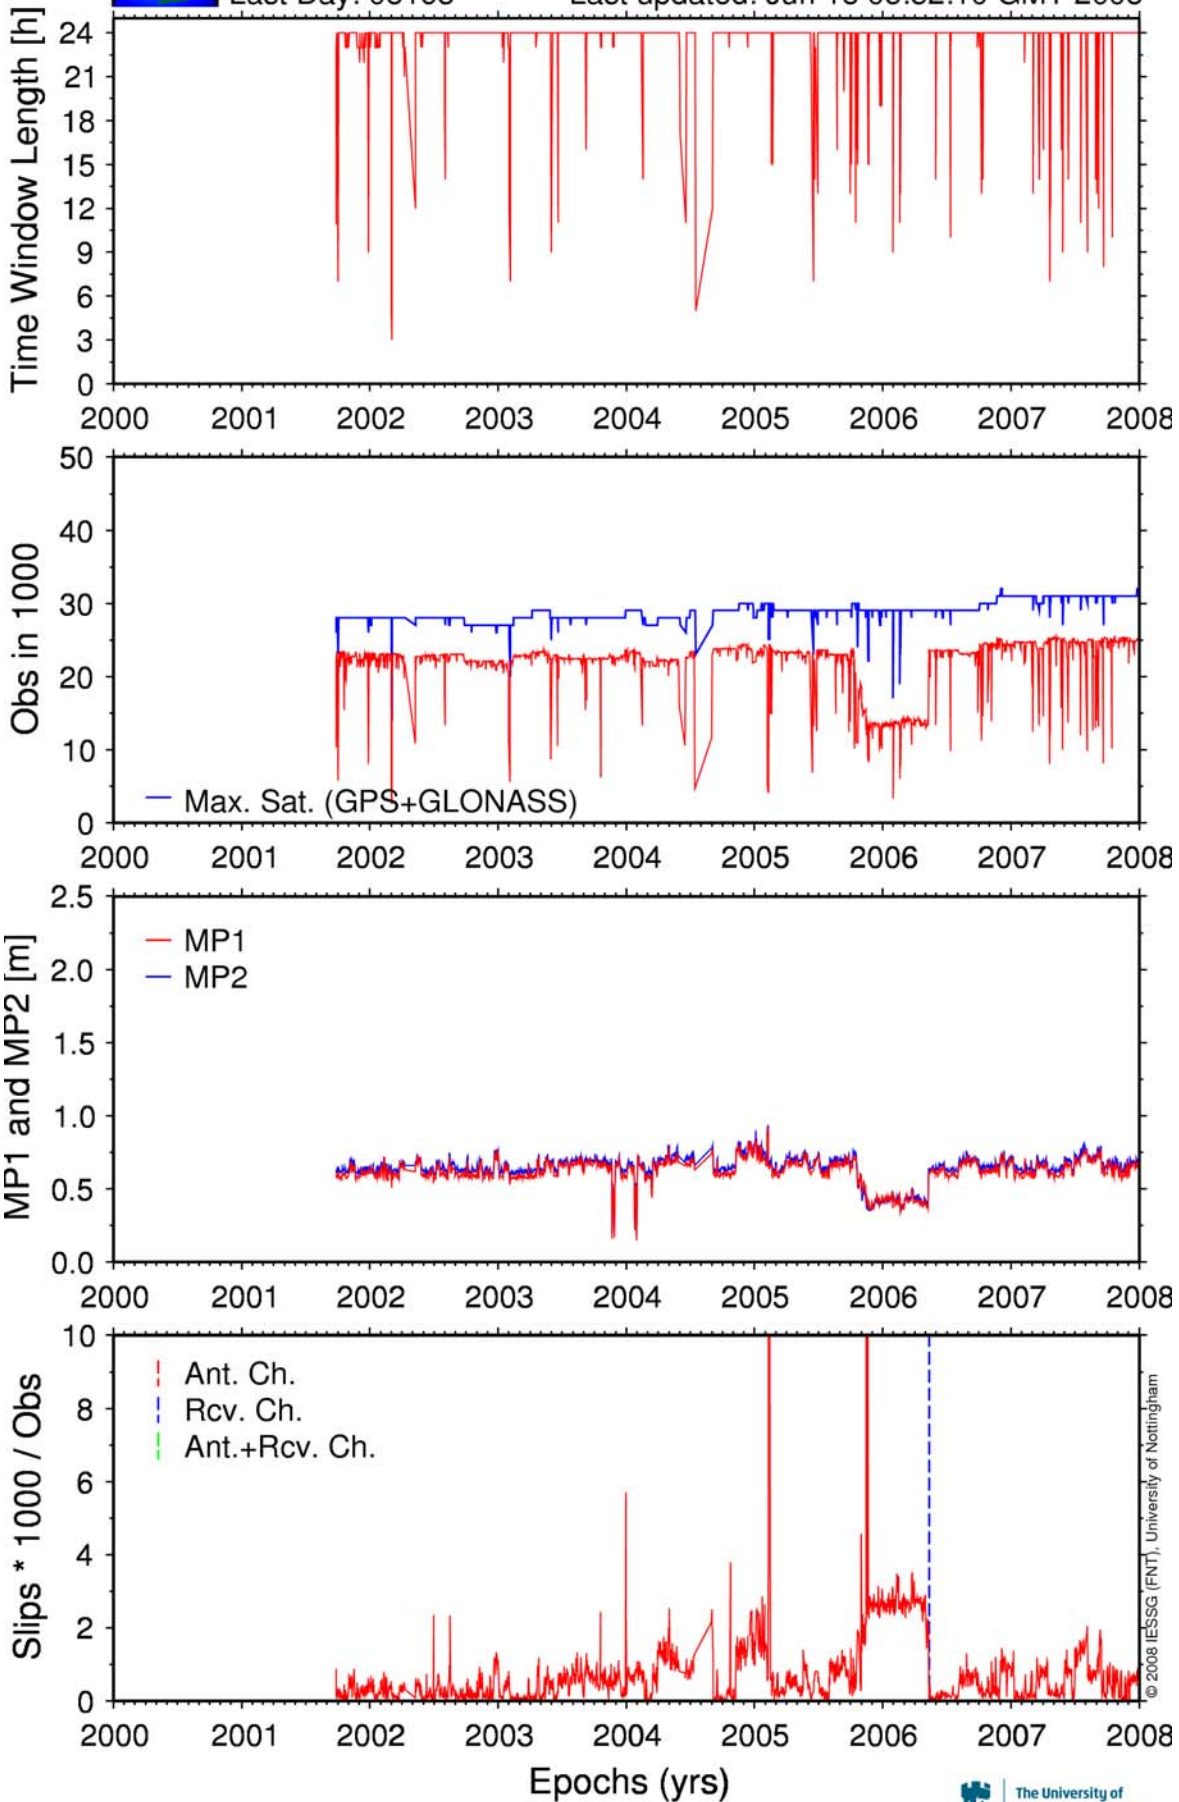 24
21
18
15
12
9
6
3
0
Time Window Length [h]
2000 2001 2002 2003 2004 2005 2006 2007 2008
50
40
30
20
10
0
Obs in 1000
Max. Sat. (GPS+GLONASS)
2000 2001 2002 2003 2004 2005 2006 2007 2008
2.5
2.0
1.5
1.0
0.5
0.0
MP1 and MP2 [m]
MP1
MP2
2000 2001 2002 2003 2004 2005 2006 2007 2008
10
8
6
4
2
0
Slips * 1000 / Obs
Ant. Ch.
Rcv. Ch.
Ant.+Rcv. Ch.
© 2008 IESSG (FNT), University of Nottingham
2000 2001 2002 2003 2004 2005 2006 2007 2008
Epochs (yrs)
The University of